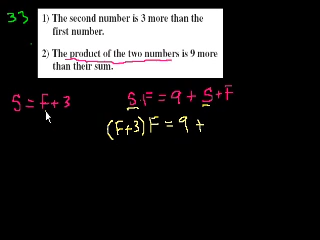 33
1) The second number is 3 more than the
first number.
2) The product of the two numbers is 9 more
than their sum.
S = F+3
S·F = 9 + S+F
(F+3) F = 9 +